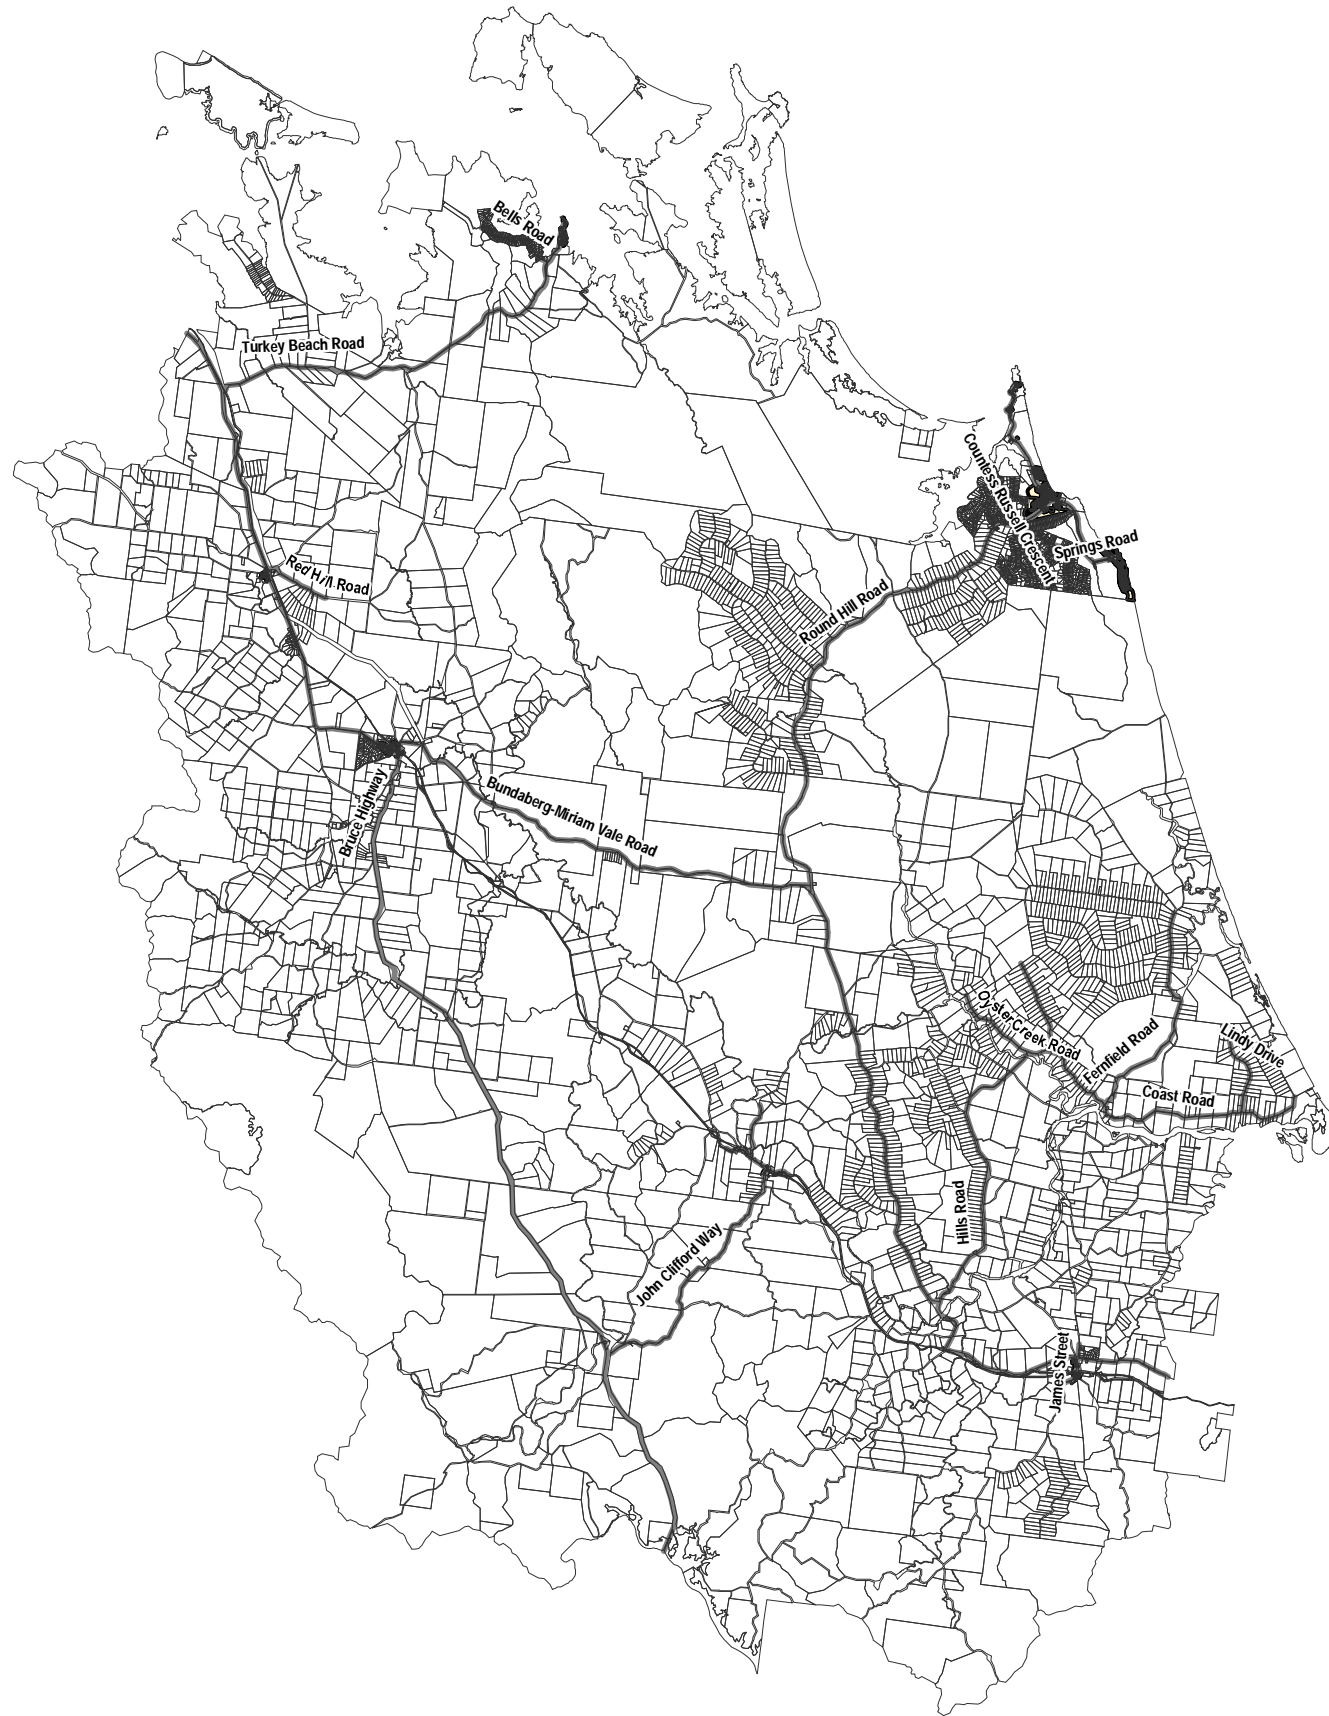 Bells Road
Turkey Beach Road
Countess Russell Crescent
Springs Road
Red Hill Road
Round Hill Road
Bundaberg-Miriam Vale Road
Bruce Highway
Oyster Creek Road
Fernfield Road
Lindy Drive
Coast Road
Hills Road
John Clifford Way
James Street